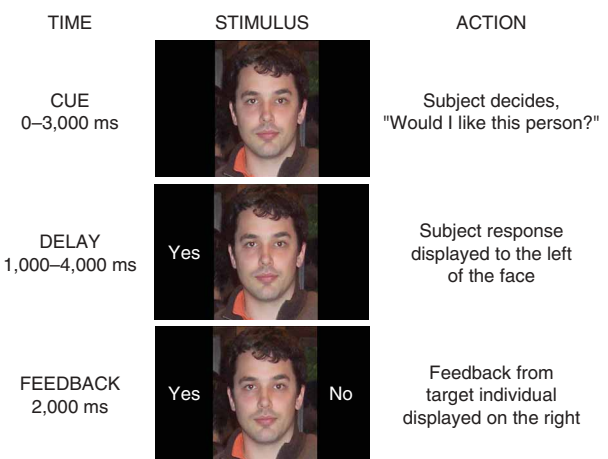 TIME STIMULUS ACTION
CUE
0–3,000 ms
Subject decides,
"Would I like this person?"
DELAY
1,000–4,000 ms
Yes
Subject response
displayed to the left
of the face
FEEDBACK
2,000 ms
Yes No
Feedback from
target individual
displayed on the right